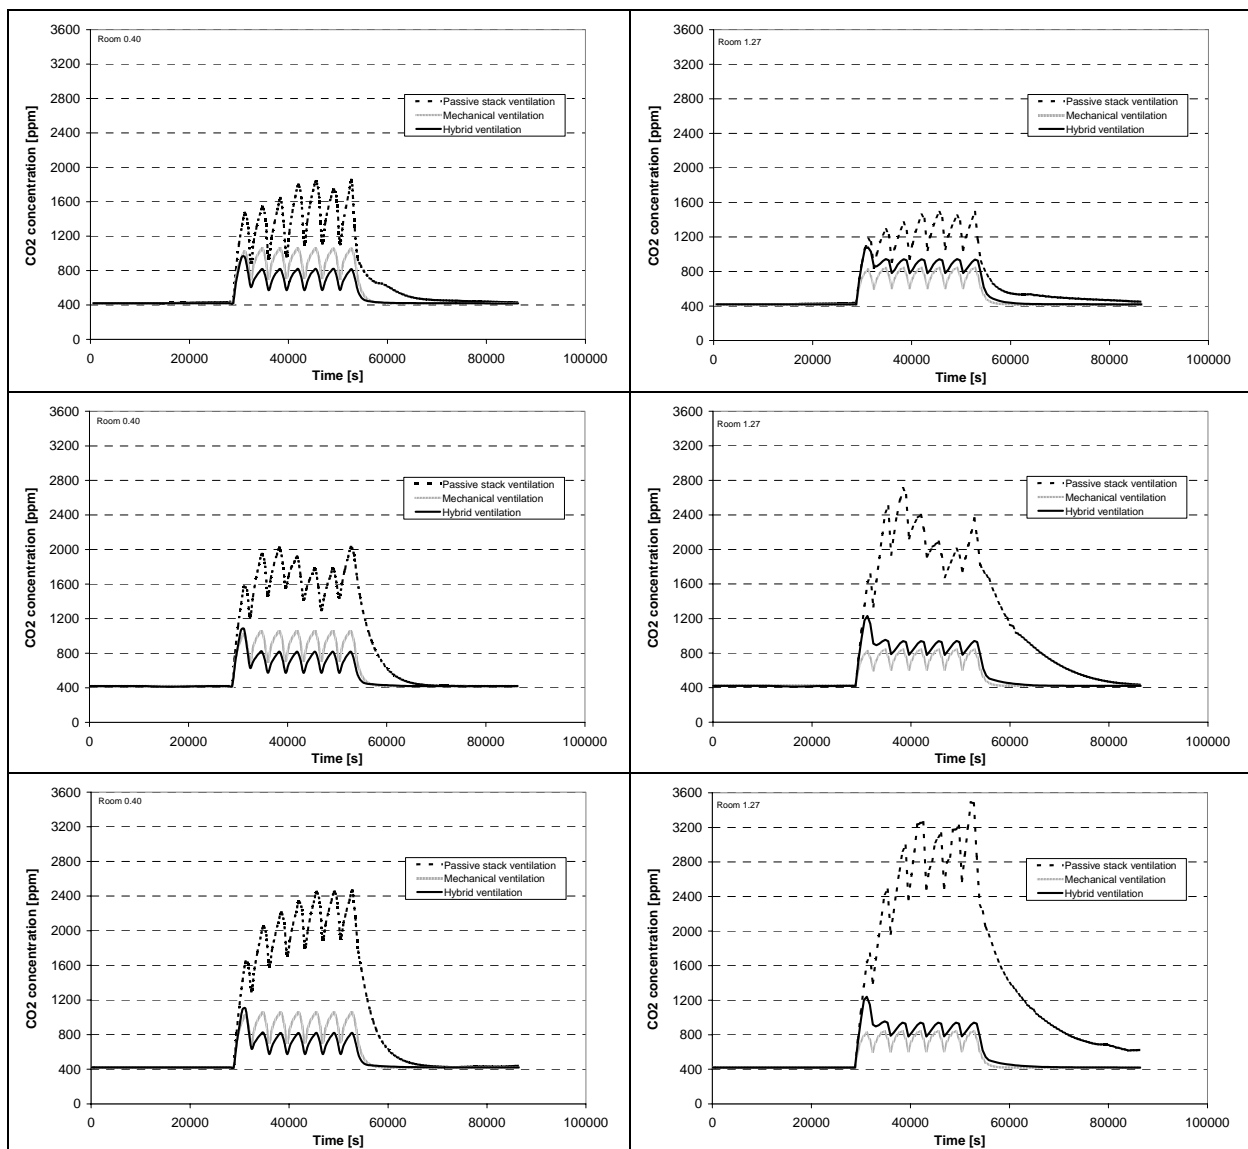 Room 0.40
CO2 concentration [ppm]
3600
3200
2800
2400
2000
1600
1200
800
400
0
Passive stack ventilation
Mechanical ventilation
Hybrid ventilation
0 20000 40000 60000 80000 100000
Time [s]
Room 1.27
CO2 concentration [ppm]
3600
3200
2800
2400
2000
1600
1200
800
400
0
Passive stack ventilation
Mechanical ventilation
Hybrid ventilation
0 20000 40000 60000 80000 100000
Time [s]
Room 0.40
CO2 concentration [ppm]
3600
3200
2800
2400
2000
1600
1200
800
400
0
Passive stack ventilation
Mechanical ventilation
Hybrid ventilation
0 20000 40000 60000 80000 100000
Time [s]
Room 1.27
CO2 concentration [ppm]
3600
3200
2800
2400
2000
1600
1200
800
400
0
Passive stack ventilation
Mechanical ventilation
Hybrid ventilation
0 20000 40000 60000 80000 100000
Time [s]
Room 0.40
CO2 concentration [ppm]
3600
3200
2800
2400
2000
1600
1200
800
400
0
Passive stack ventilation
Mechanical ventilation
Hybrid ventilation
0 20000 40000 60000 80000 100000
Time [s]
Room 1.27
CO2 concentration [ppm]
3600
3200
2800
2400
2000
1600
1200
800
400
0
Passive stack ventilation
Mechanical ventilation
Hybrid ventilation
0 20000 40000 60000 80000 100000
Time [s]